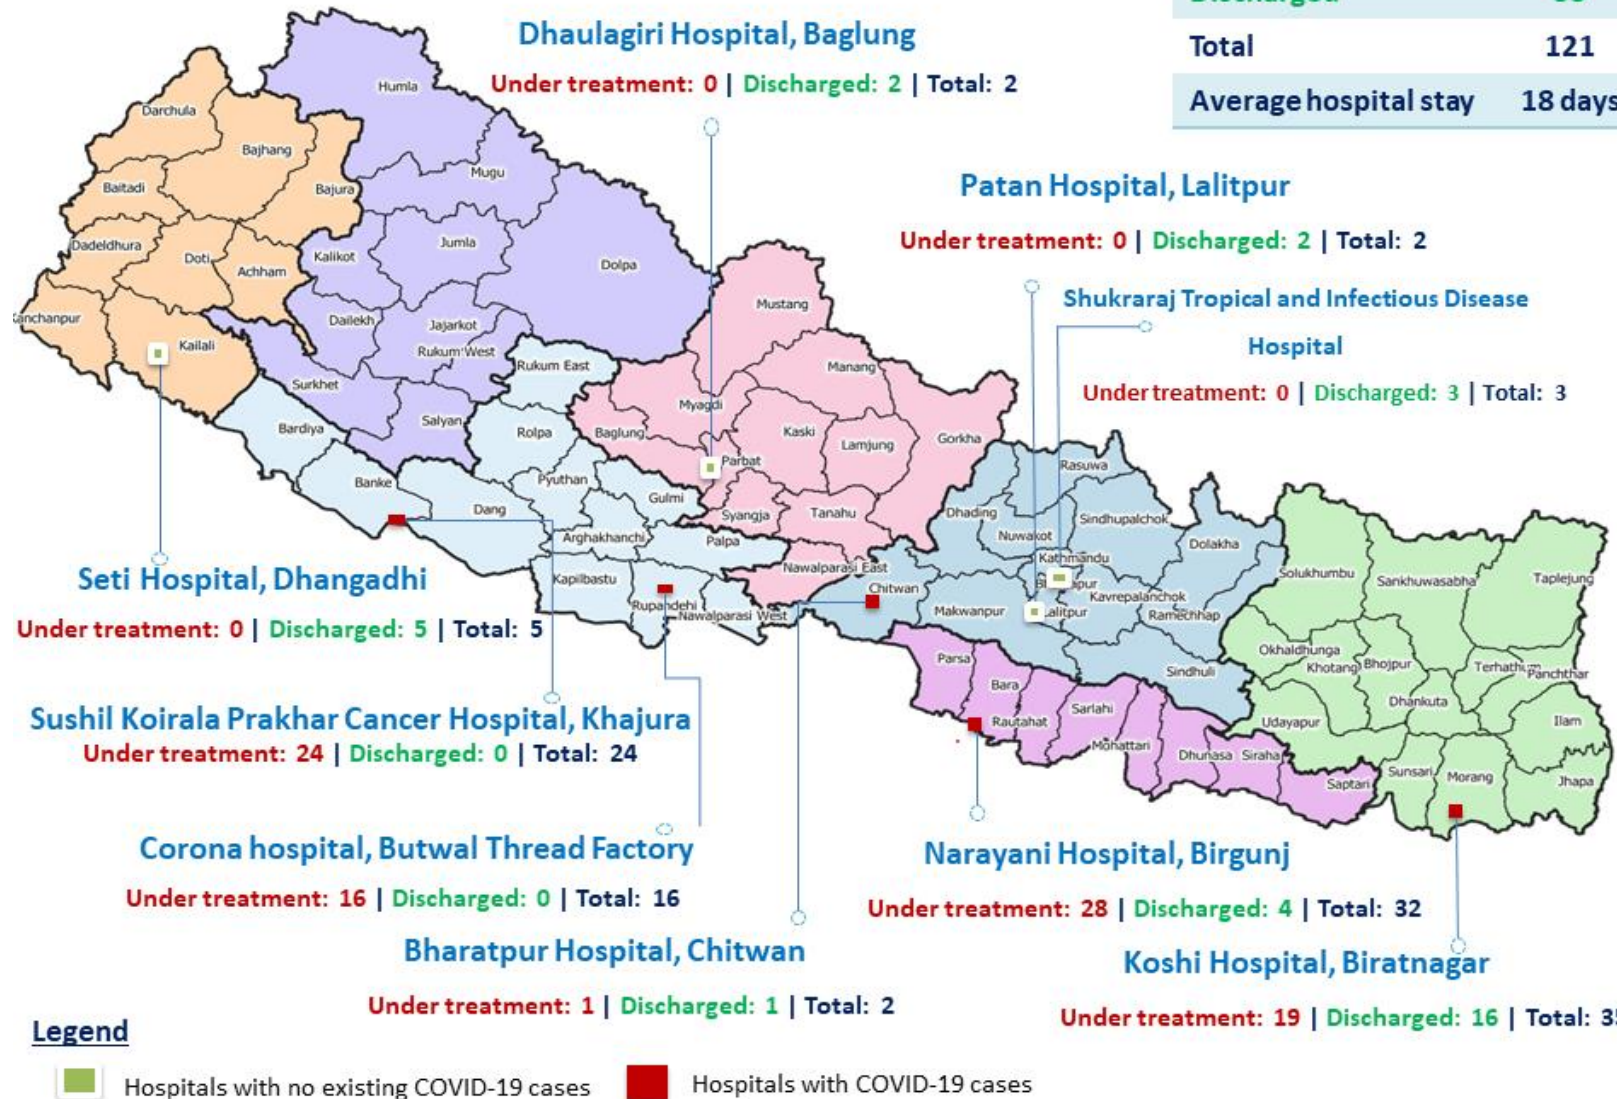 Total 121
Average hospital stay 18 days
Dhaulagiri Hospital, Baglung
Under treatment: 0 | Discharged: 2 | Total: 2
Patan Hospital, Lalitpur
Under treatment: 0 | Discharged: 2 | Total: 2
Shukraraj Tropical and Infectious Disease
Hospital
Under treatment: 0 | Discharged: 3 | Total: 3
Humla
Darchula
Bajhang
Mugu
Baitadi
Bajura
Dadeldhura
Doti
Achham
Kalikot
Jumla
Dolpa
Kailali
Dailekh
Jajarkot
Rukum West
Surkhet
Salyan
Rukum East
Mustang
Manang
Myagdi
Baglung
Parbat
Kaski
Lamjung
Gorkha
Bardiya
Banke
Rolpa
Pyuthan
Dang
Gulmi
Syangja
Tanahu
Arghakhanchi
Palpa
Kapilbastu
Rupandehi
Nawalparasi West
Nawalparasi East
Chitwan
Rasuwa
Dhading
Nuwakot
Sindhupalchok
Dolakha
Kathmandu
Kavrepalanchok
Makwanpur
Lalitpur
Ramechhap
Sindhuli
Solukhumbu
Sankhuwasabha
Taplejung
Okhaldhunga
Khotang
Bhojpur
Terhathum
Panchthar
Dhankuta
Udayapur
Ilam
Sunsari
Morang
Jhapa
Parsa
Bara
Rautahat
Sarlahi
Mohattari
Dhunasa
Siraha
Saptari
Seti Hospital, Dhangadhi
Under treatment: 0 | Discharged: 5 | Total: 5
Sushil Koirala Prakhar Cancer Hospital, Khajura
Under treatment: 24 | Discharged: 0 | Total: 24
Corona hospital, Butwal Thread Factory
Under treatment: 16 | Discharged: 0 | Total: 16
Narayani Hospital, Birgunj
Under treatment: 28 | Discharged: 4 | Total: 32
Bharatpur Hospital, Chitwan
Under treatment: 1 | Discharged: 1 | Total: 2
Koshi Hospital, Biratnagar
Under treatment: 19 | Discharged: 16 | Total: 35
Legend
Hospitals with no existing COVID-19 cases
Hospitals with COVID-19 cases